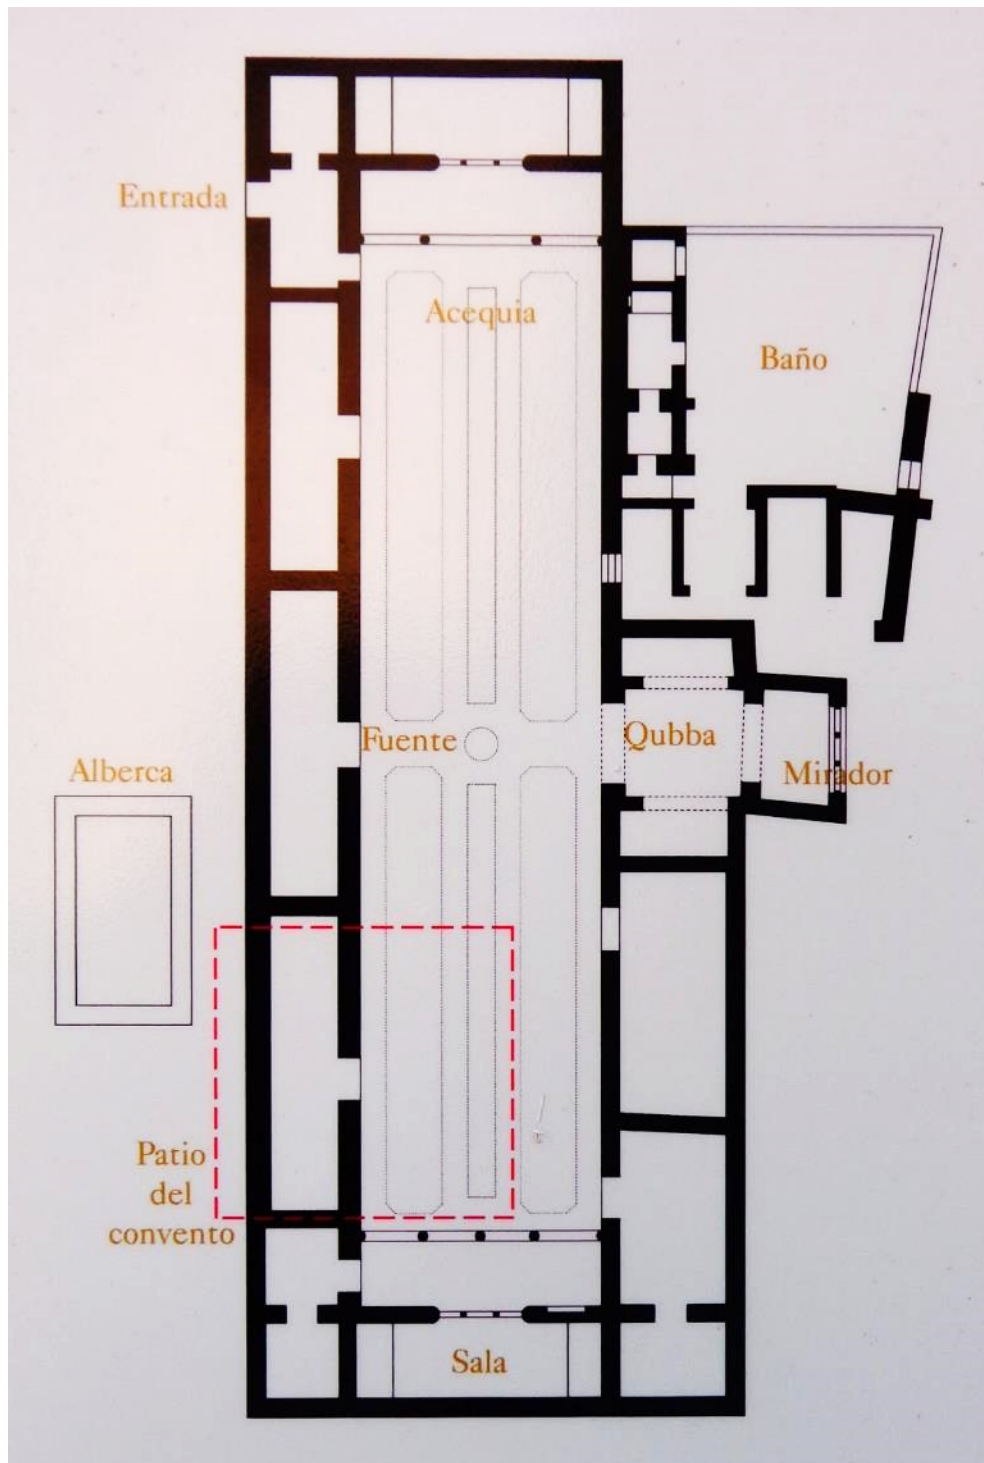 Entrada
Acequia
Baño
Fuente
Qubba
Alberca
Mirador
Patio
del
convento
Sala